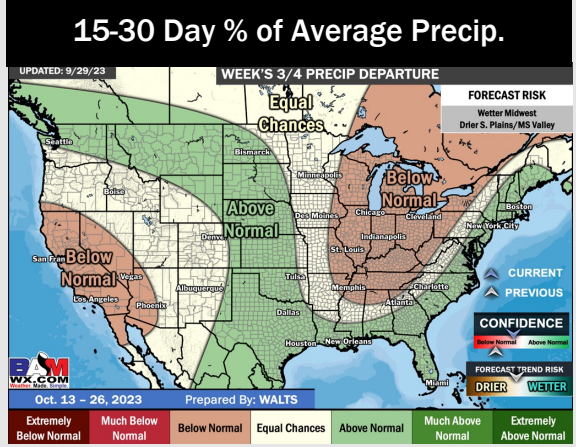 15-30 Day % of Average Precip.
UPDATED: 9/29/23
WEEK'S 3/4 PRECIP DEPARTURE
FORECAST RISK
Wetter Midwest
Drier S. Plains/MS Valley
Equal
Chances
Seattle
Bismarck
Minneapolis
Boise
Below
Normal
Above
Normal
Des Moines
Chicago
Cleveland
Boston
New York City
Denver
Indianapolis
St. Louis
San Fran
Below
Normal
Vegas
Los Angeles
Phoenix
Albuquerque
Tulsa
Memphis
Charlotte
Atlanta
Dallas
Houston
New Orleans
Miami
CURRENT
PREVIOUS
CONFIDENCE
Below Normal
Above Normal
FORECAST TREND RISK
DRIER
WETTER
BAM
WX.COM
Weather. Made. Simple.
Oct. 13 – 26, 2023
Prepared By: WALTS
Extremely
Below Normal
Much Below
Normal
Below Normal
Equal Chances
Above Normal
Much Above
Normal
Extremely
Above Normal